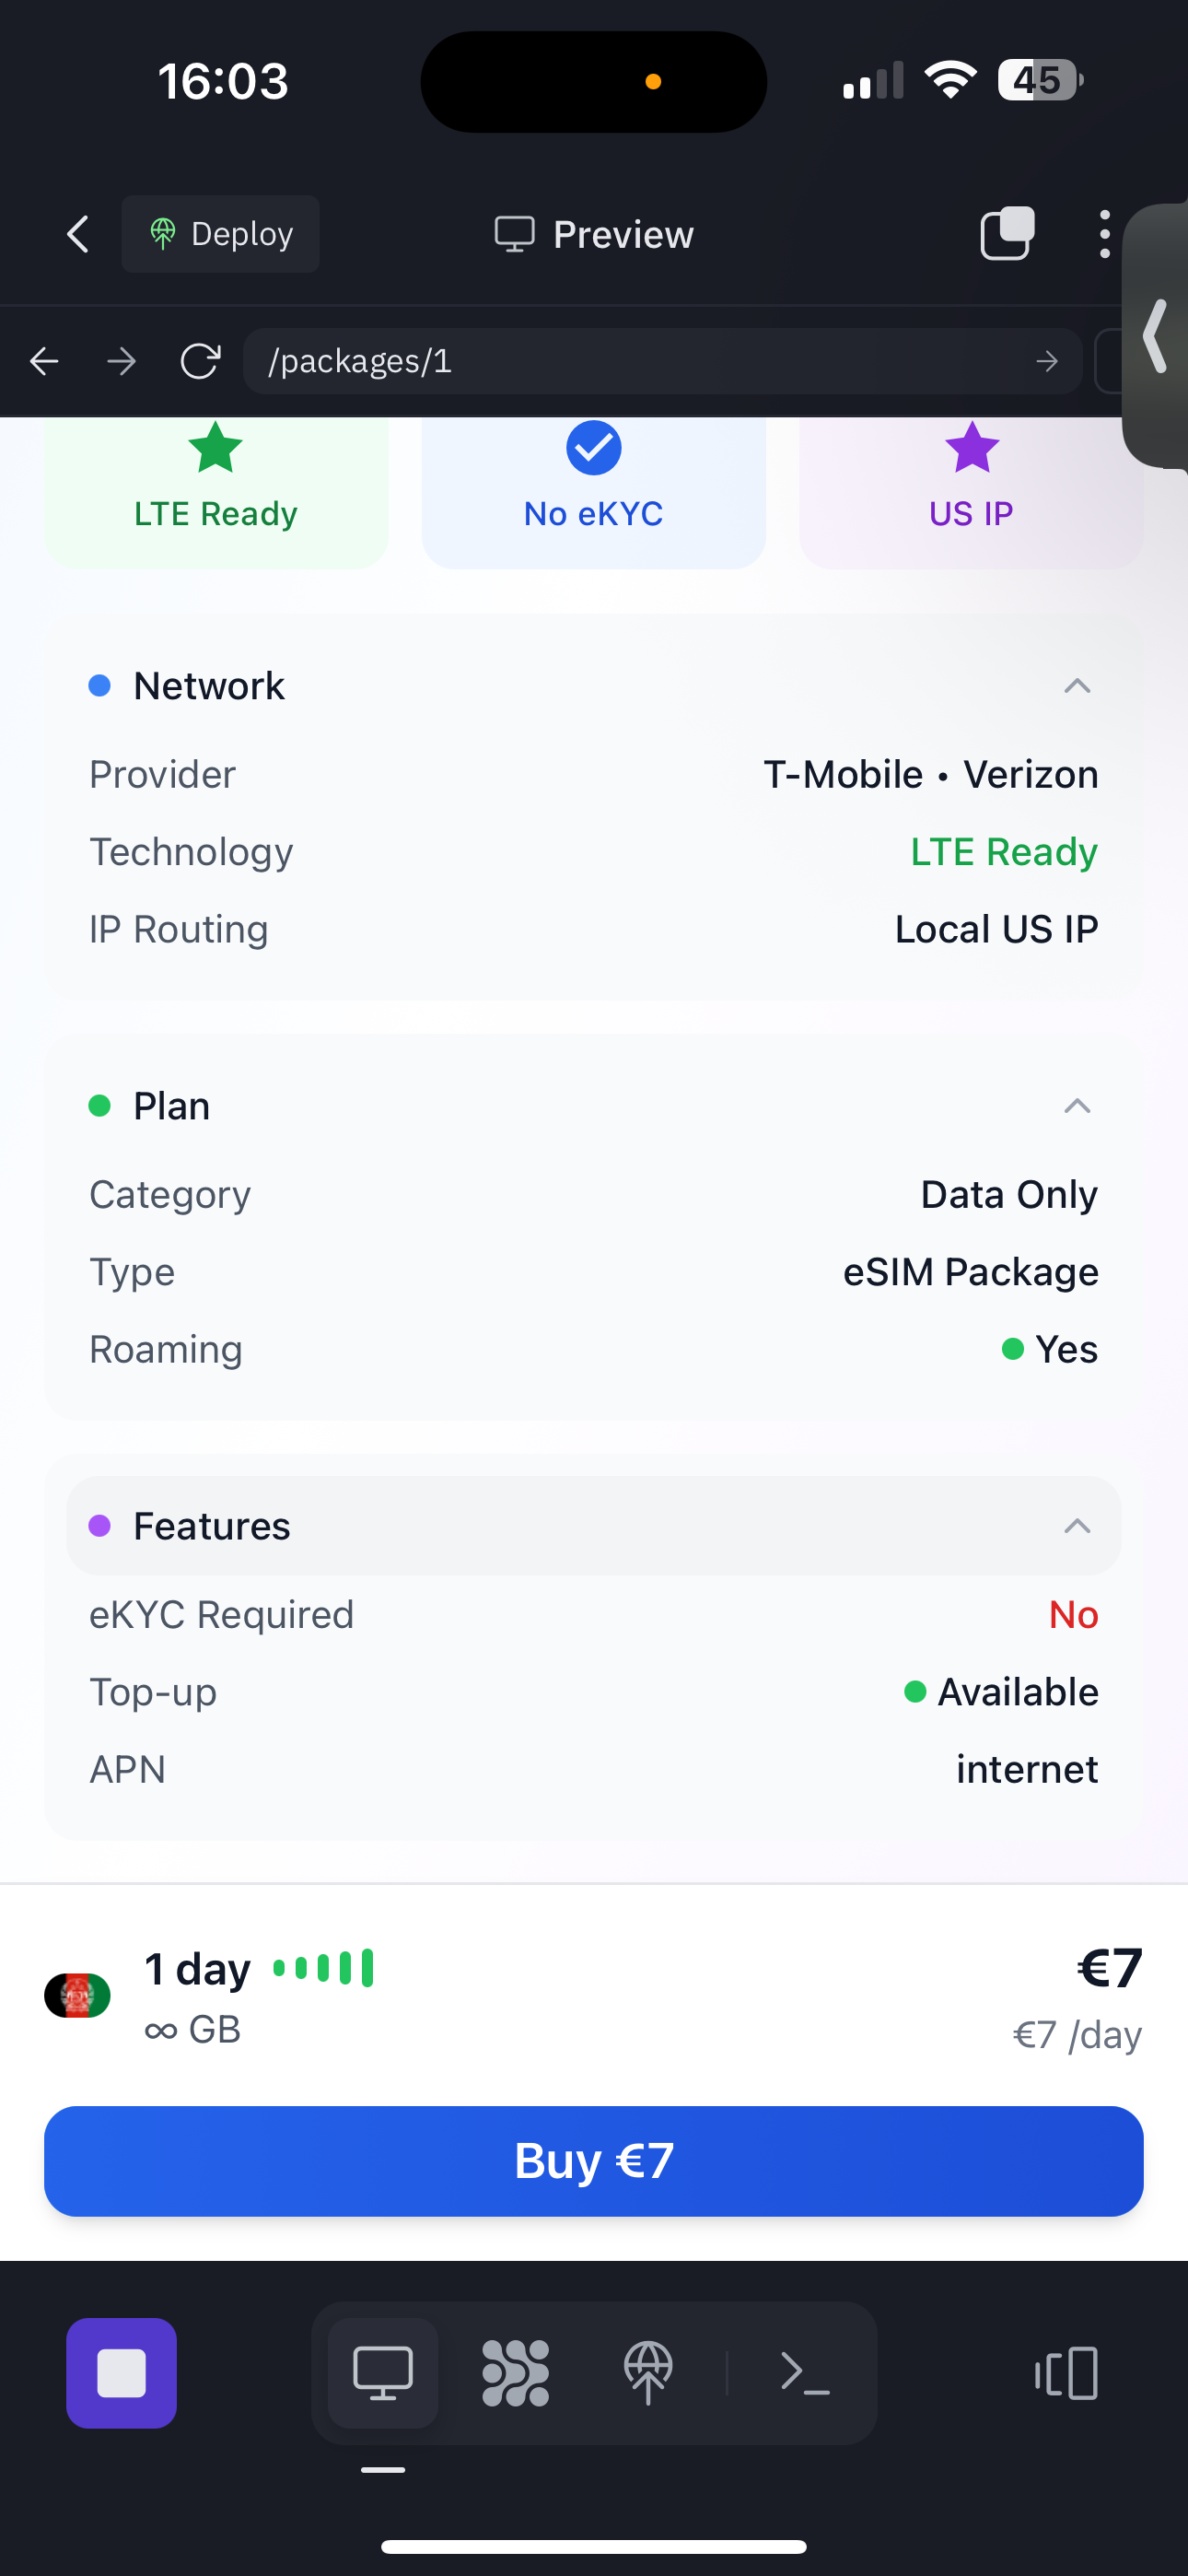 16:03
45
Deploy
Preview
/packages/1
LTE Ready
No eKYC
US IP
Network
Provider T-Mobile • Verizon
Technology LTE Ready
IP Routing Local US IP
Plan
Category Data Only
Type eSIM Package
Roaming Yes
Features
eKYC Required No
Top-up Available
APN internet
1 day €7
∞ GB €7 /day
Buy €7